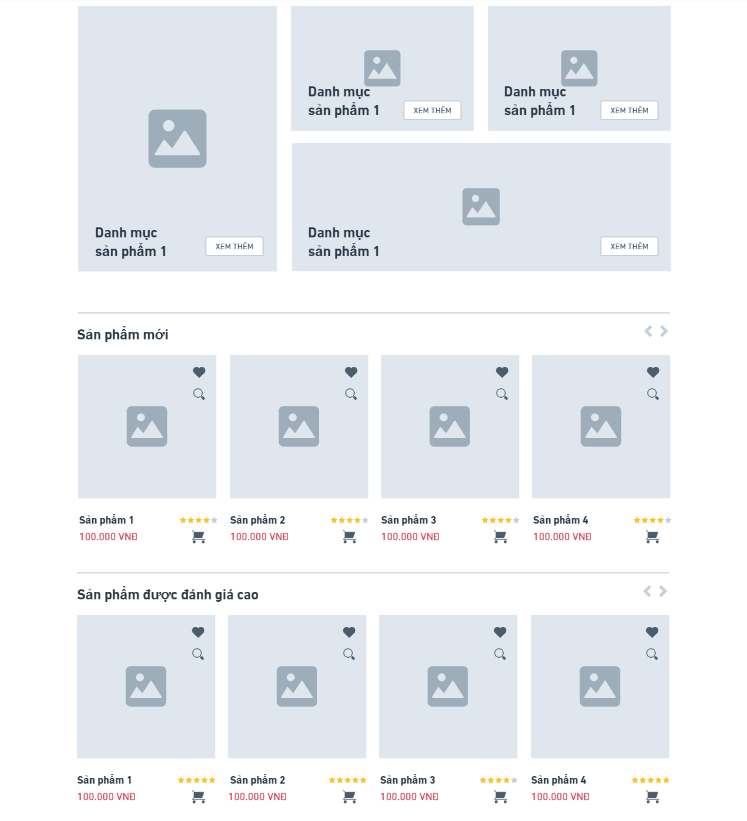 Danh mục
sản phẩm 1
XEM THÊM
Danh mục
sản phẩm 1
XEM THÊM
Danh mục
sản phẩm 1
XEM THÊM
Danh mục
sản phẩm 1
XEM THÊM
Sản phẩm mới
Sản phẩm 1
100.000 VNĐ
Sản phẩm 2
100.000 VNĐ
Sản phẩm 3
100.000 VNĐ
Sản phẩm 4
100.000 VNĐ
Sản phẩm được đánh giá cao
Sản phẩm 1
100.000 VNĐ
Sản phẩm 2
100.000 VNĐ
Sản phẩm 3
100.000 VNĐ
Sản phẩm 4
100.000 VNĐ